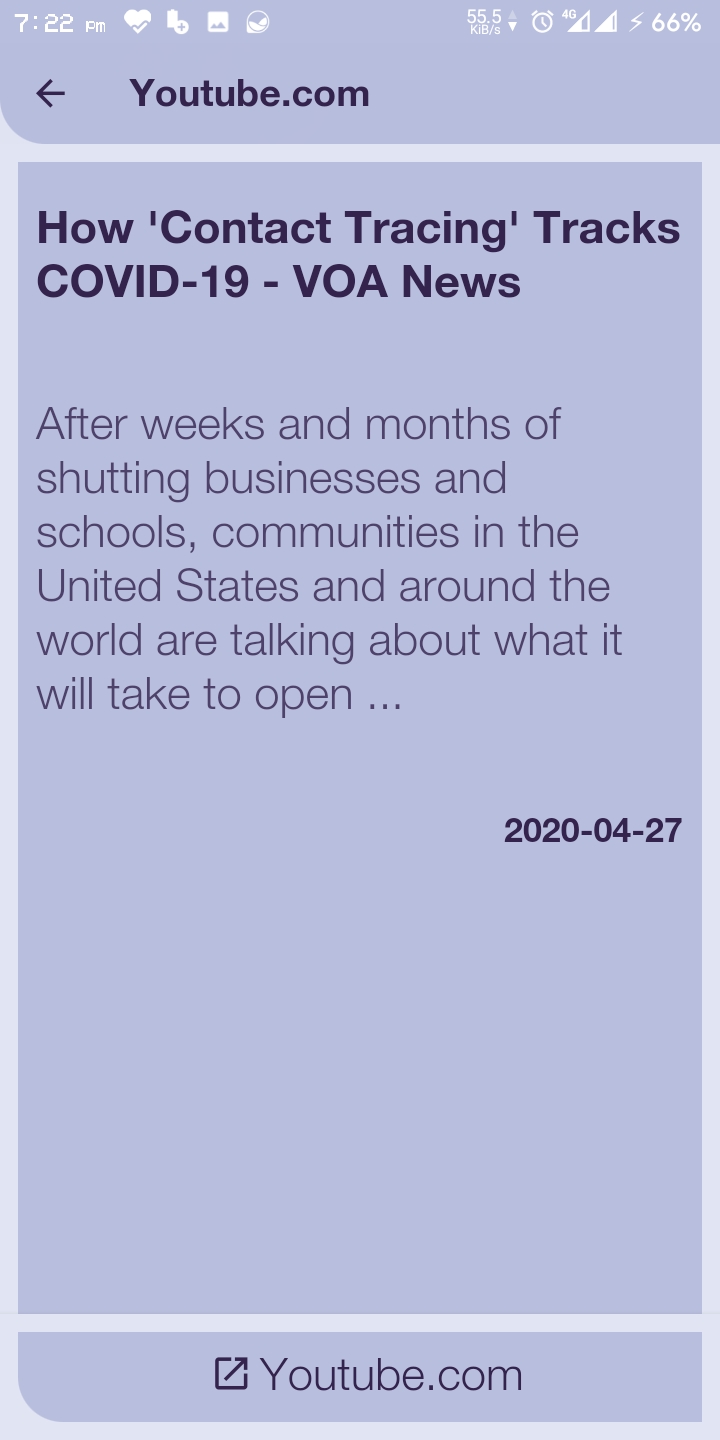 7:22 pm 55.5 KiB/s 4G 66%
Youtube.com
How 'Contact Tracing' Tracks
COVID-19 - VOA News
After weeks and months of
shutting businesses and
schools, communities in the
United States and around the
world are talking about what it
will take to open ...
2020-04-27
Youtube.com